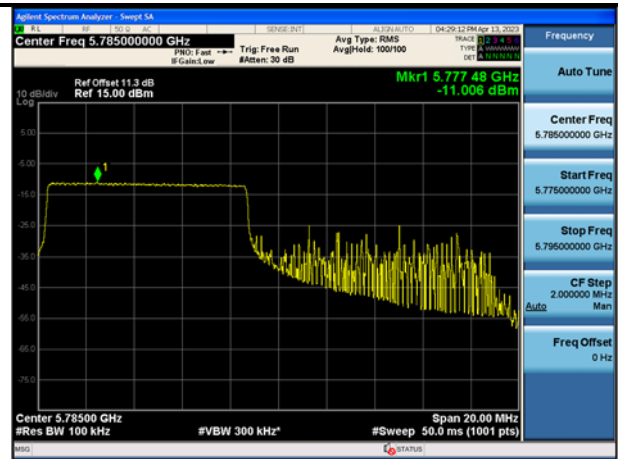 Agilent Spectrum Analyzer - Swept SA
RL RF 50 Ω AC SENSE:INT ALIGN AUTO 04:29:12 PM Apr 13, 2023
Center Freq 5.785000000 GHz
PNO: Fast
IFGain:Low
Trig: Free Run
#Atten: 30 dB
Avg Type: RMS
Avg|Hold: 100/100
TRACE 1 2 3 4 5 6
TYPE A WWWWW
DET A N N N N N
Frequency
Mkr1 5.777 48 GHz
-11.006 dBm
Ref Offset 11.3 dB
10 dB/div Ref 15.00 dBm
Log
5.00
-5.00
-15.0
-25.0
-35.0
-45.0
-55.0
-65.0
-75.0
1
Auto Tune
Center Freq
5.785000000 GHz
Start Freq
5.775000000 GHz
Stop Freq
5.795000000 GHz
CF Step
2.000000 MHz
Auto Man
Freq Offset
0 Hz
Center 5.78500 GHz Span 20.00 MHz
#Res BW 100 kHz #VBW 300 kHz* #Sweep 50.0 ms (1001 pts)
MSG STATUS